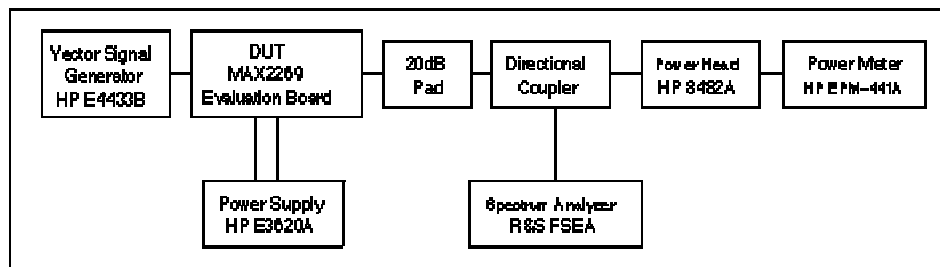 Vector Signal
Generator
HP E4433B
DUT
MAX2269
Evaluation Board
20dB
Pad
Directional
Coupler
Power Head
HP 8482A
Power Meter
HP EPM-441A
Power Supply
HP E3620A
Spectrum Analyzer
R&S FSEA